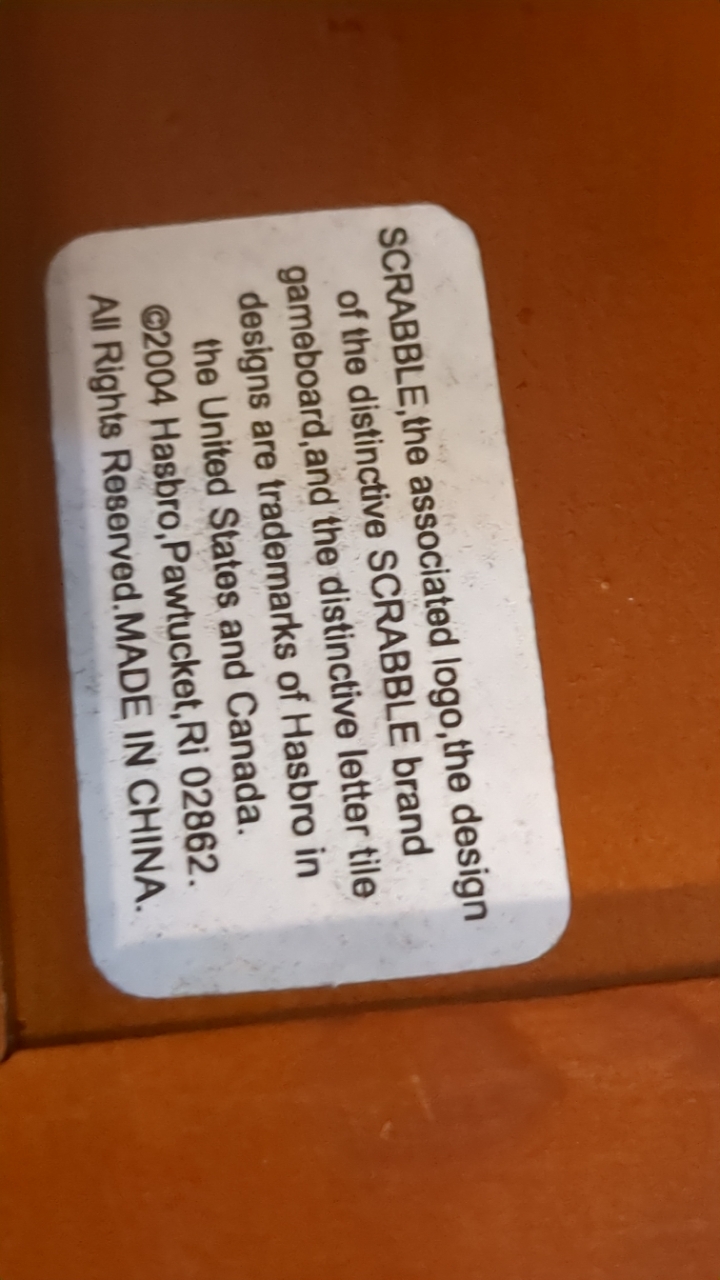 SCRABBLE,the associated logo,the design
of the distinctive SCRABBLE brand
gameboard,and the distinctive letter tile
designs are trademarks of Hasbro in
the United States and Canada.
©2004 Hasbro,Pawtucket,Ri 02862.
All Rights Reserved.MADE IN CHINA.